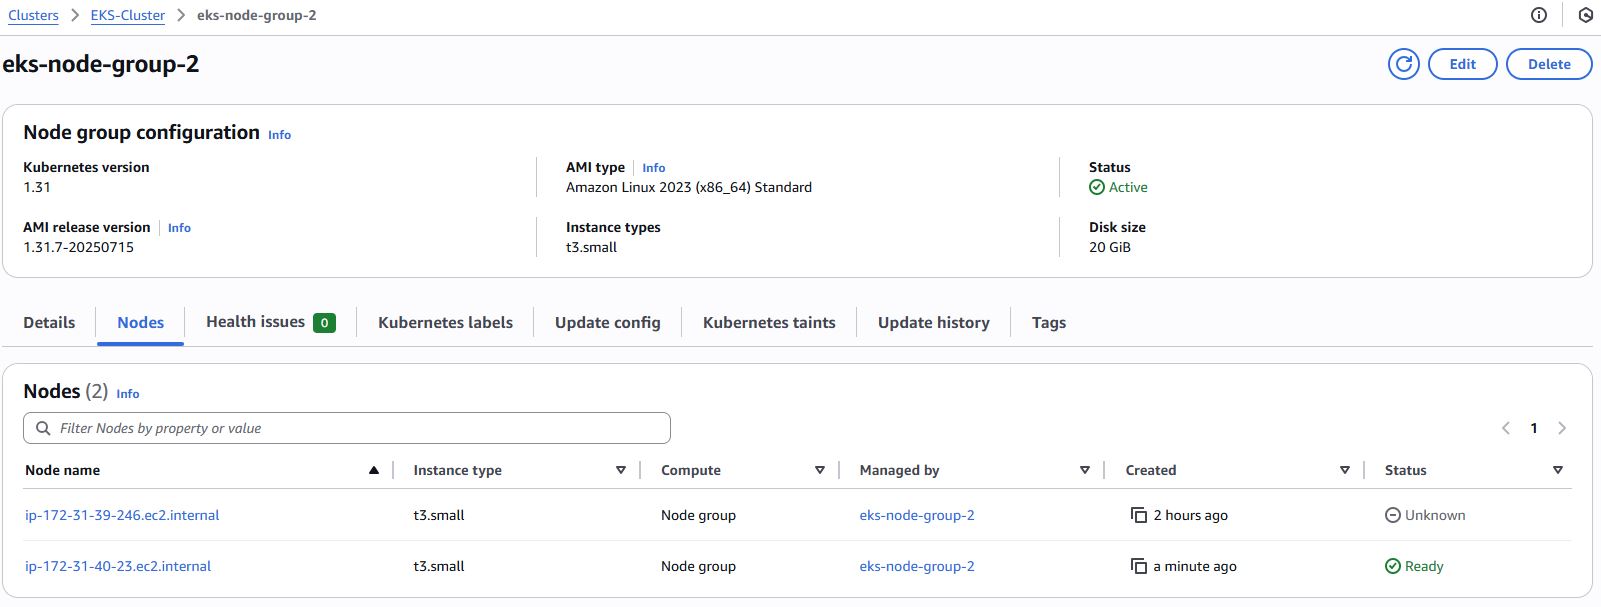 Clusters > EKS-Cluster > eks-node-group-2
eks-node-group-2
Edit Delete
Node group configuration Info
Kubernetes version
1.31
AMI type Info
Amazon Linux 2023 (x86_64) Standard
Status
Active
AMI release version Info
1.31.7-20250715
Instance types
t3.small
Disk size
20 GiB
Details Nodes Health issues 0 Kubernetes labels Update config Kubernetes taints Update history Tags
Nodes (2) Info
Filter Nodes by property or value
1
Node name Instance type Compute Managed by Created Status
ip-172-31-39-246.ec2.internal t3.small Node group eks-node-group-2 2 hours ago Unknown
ip-172-31-40-23.ec2.internal t3.small Node group eks-node-group-2 a minute ago Ready